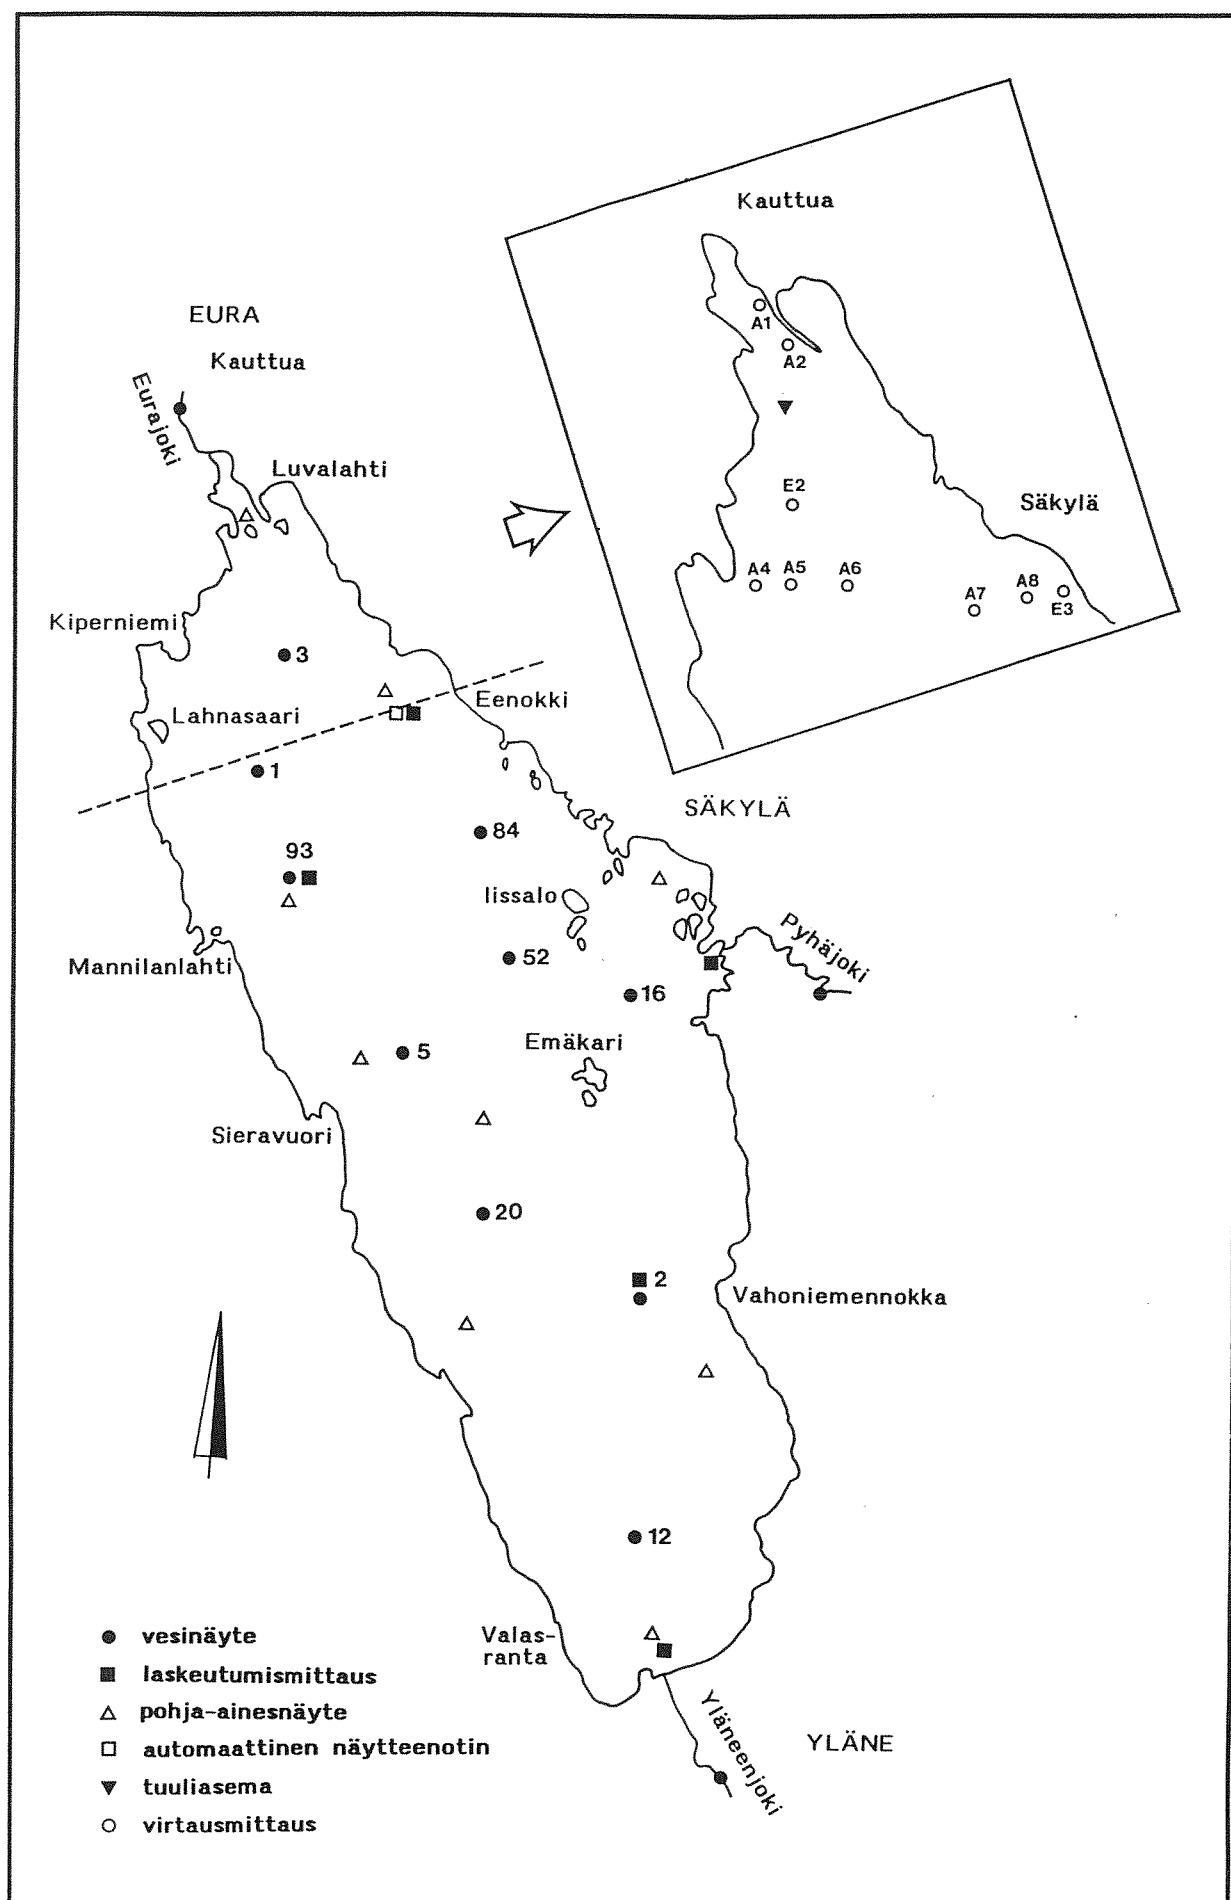 Kauttua
A1
A2
E2
Säkylä
A4
A5
A6
A7
A8
E3
EURA
Kauttua
Eurajoki
Luvalahti
Kiperniemi
3
Lahnasaari
Eenokki
1
SÄKYLÄ
84
93
Iissalo
Pyhäjoki
52
Mannilanlahti
16
Emäkari
5
Sieravuori
20
2
Vahoniemennokka
12
Valas-
ranta
Yläneenjoki
YLÄNE
vesinäyte
laskeutumismittaus
pohja-ainesnäyte
automaattinen näytteenotin
tuuliasema
virtausmittaus